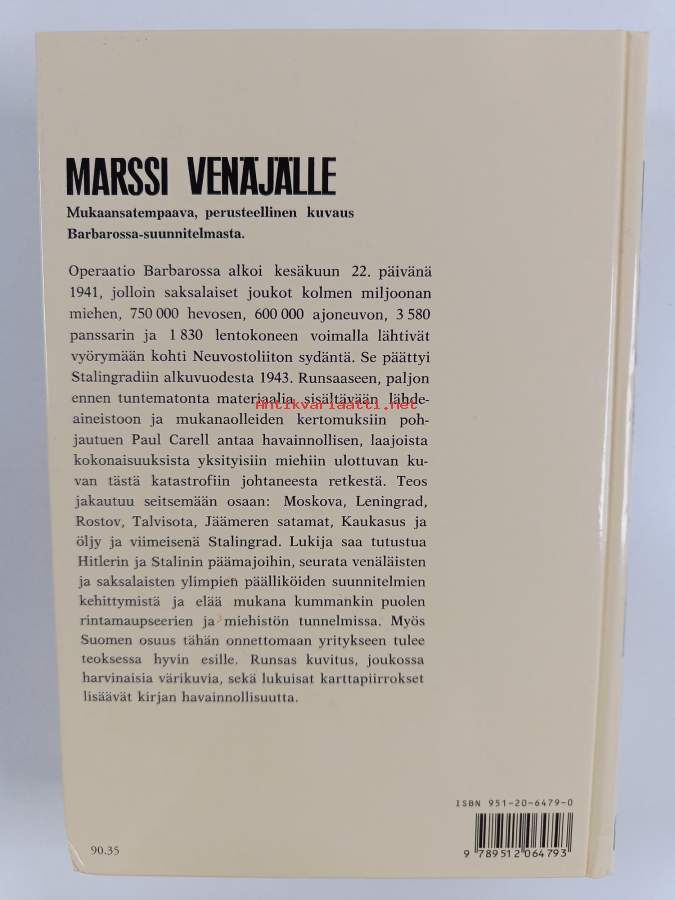 MARSSI VENÄJÄLLE
Mukaansatempaava, perusteellinen kuvaus
Barbarossa-suunnitelmasta.
Operaatio Barbarossa alkoi kesäkuun 22. päivänä
1941, jolloin saksalaiset joukot kolmen miljoonan
miehen, 750 000 hevosen, 600 000 ajoneuvon, 3 580
panssarin ja 1 830 lentokoneen voimalla lähtivät
vyörymään kohti Neuvostoliiton sydäntä. Se päättyi
Stalingradiin alkuvuodesta 1943. Runsaaseen, paljon
ennen tuntematonta materiaalia sisältävään lähde-
Antikvariaatti.net
aineistoon ja mukanaolleiden kertomuksiin poh-
jautuen Paul Carell antaa havainnollisen, laajoista
kokonaisuuksista yksityisiin miehiin ulottuvan ku-
van tästä katastrofiin johtaneesta retkestä. Teos
jakautuu seitsemään osaan: Moskova, Leningrad,
Rostov, Talvisota, Jäämeren satamat, Kaukasus ja
öljy ja viimeisenä Stalingrad. Lukija saa tutustua
Hitlerin ja Stalinin päämajoihin, seurata venäläisten
ja saksalaisten ylimpien päälliköiden suunnitelmien
kehittymistä ja elää mukana kummankin puolen
rintamaupseerien ja miehistön tunnelmissa. Myös
Suomen osuus tähän onnettomaan yritykseen tulee
teoksessa hyvin esille. Runsas kuvitus, joukossa
harvinaisia värikuvia, sekä lukuisat karttapiirrokset
lisäävät kirjan havainnollisuutta.
ISBN 951-20-6479-0
9 789512 064793
90.35